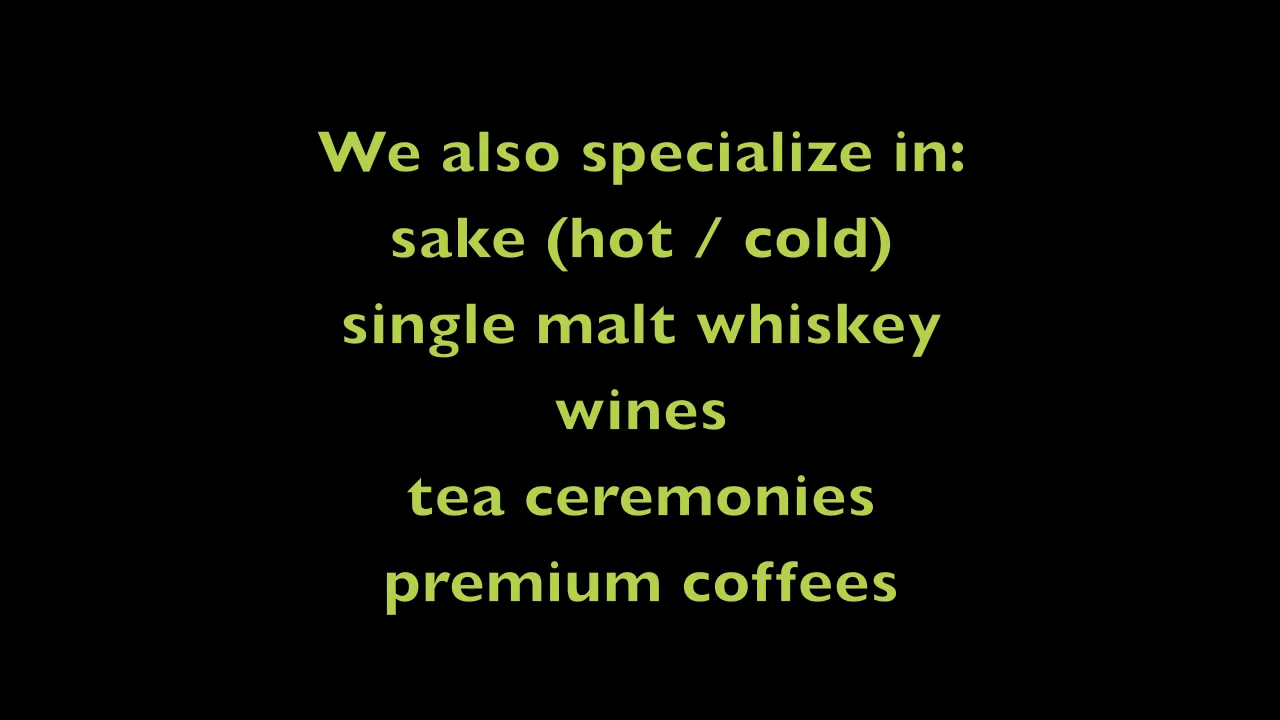 We also specialize in:
sake (hot / cold)
single malt whiskey
wines
tea ceremonies
premium coffees